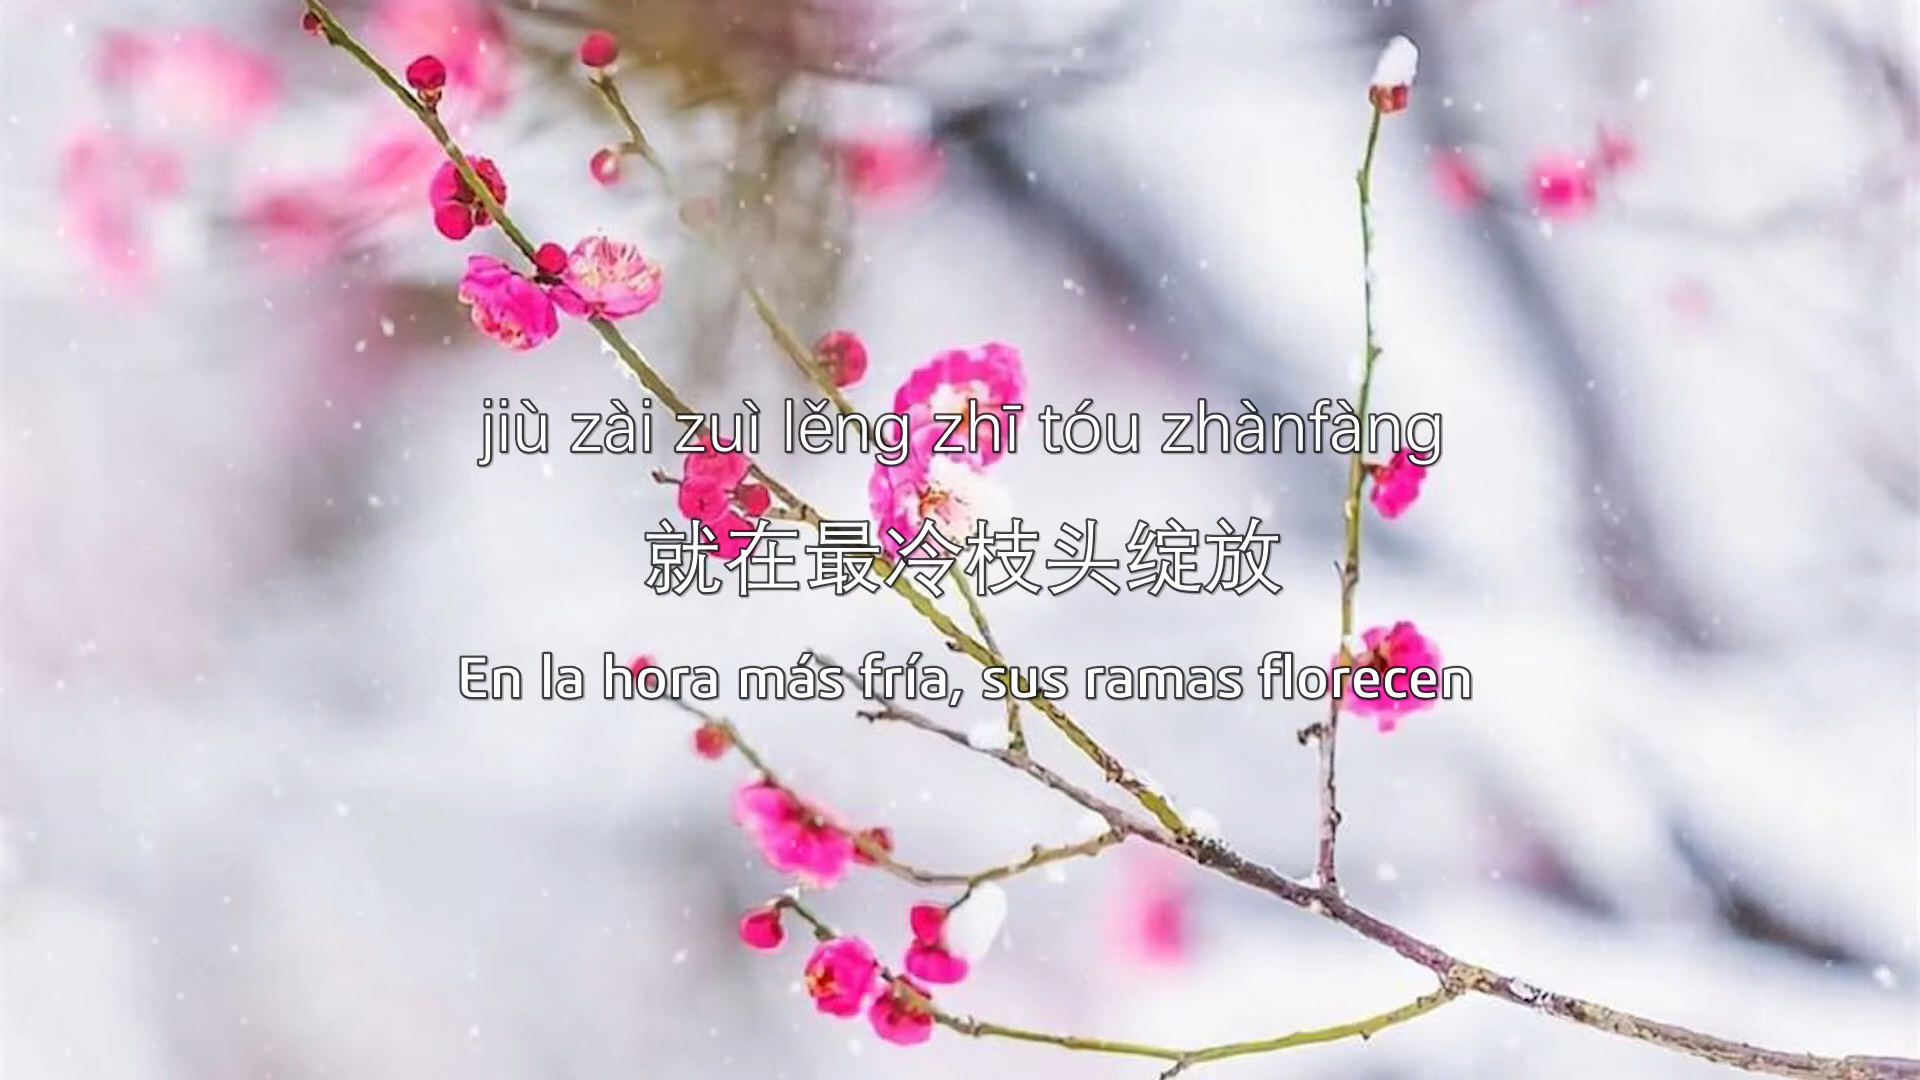 jiù zài zuì lěng zhī tóu zhànfàng
就在最冷枝头绽放
En la hora más fría, sus ramas florecen